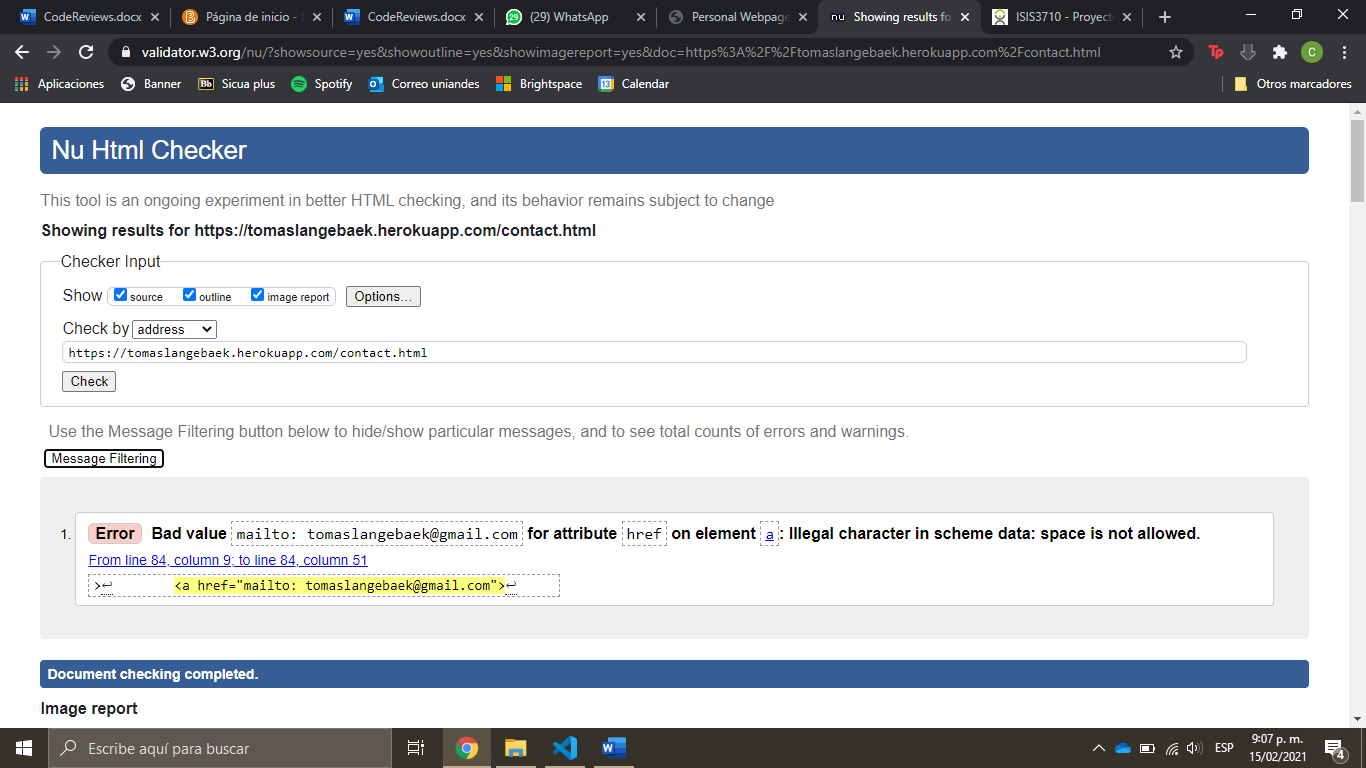 CodeReviews.docx
Página de inicio -
CodeReviews.docx
(29) WhatsApp
Personal Webpage
nu Showing results fo
ISIS3710 - Proyect
validator.w3.org/nu/?showsource=yes&showoutline=yes&showimagereport=yes&doc=https%3A%2F%2Ftomaslangebaek.herokuapp.com%2Fcontact.html
Tp
C
Aplicaciones Banner Bb Sicua plus Spotify Correo uniandes Brightspace 13 Calendar Otros marcadores
Nu Html Checker
This tool is an ongoing experiment in better HTML checking, and its behavior remains subject to change
Showing results for https://tomaslangebaek.herokuapp.com/contact.html
Checker Input
Show source outline image report Options...
Check by address
https://tomaslangebaek.herokuapp.com/contact.html
Check
Use the Message Filtering button below to hide/show particular messages, and to see total counts of errors and warnings.
Message Filtering
1. Error Bad value mailto: tomaslangebaek@gmail.com for attribute href on element a: Illegal character in scheme data: space is not allowed.
From line 84, column 9; to line 84, column 51
>↩ <a href="mailto: tomaslangebaek@gmail.com">↩
Document checking completed.
Image report
Escribe aquí para buscar
ESP
9:07 p. m.
15/02/2021
4